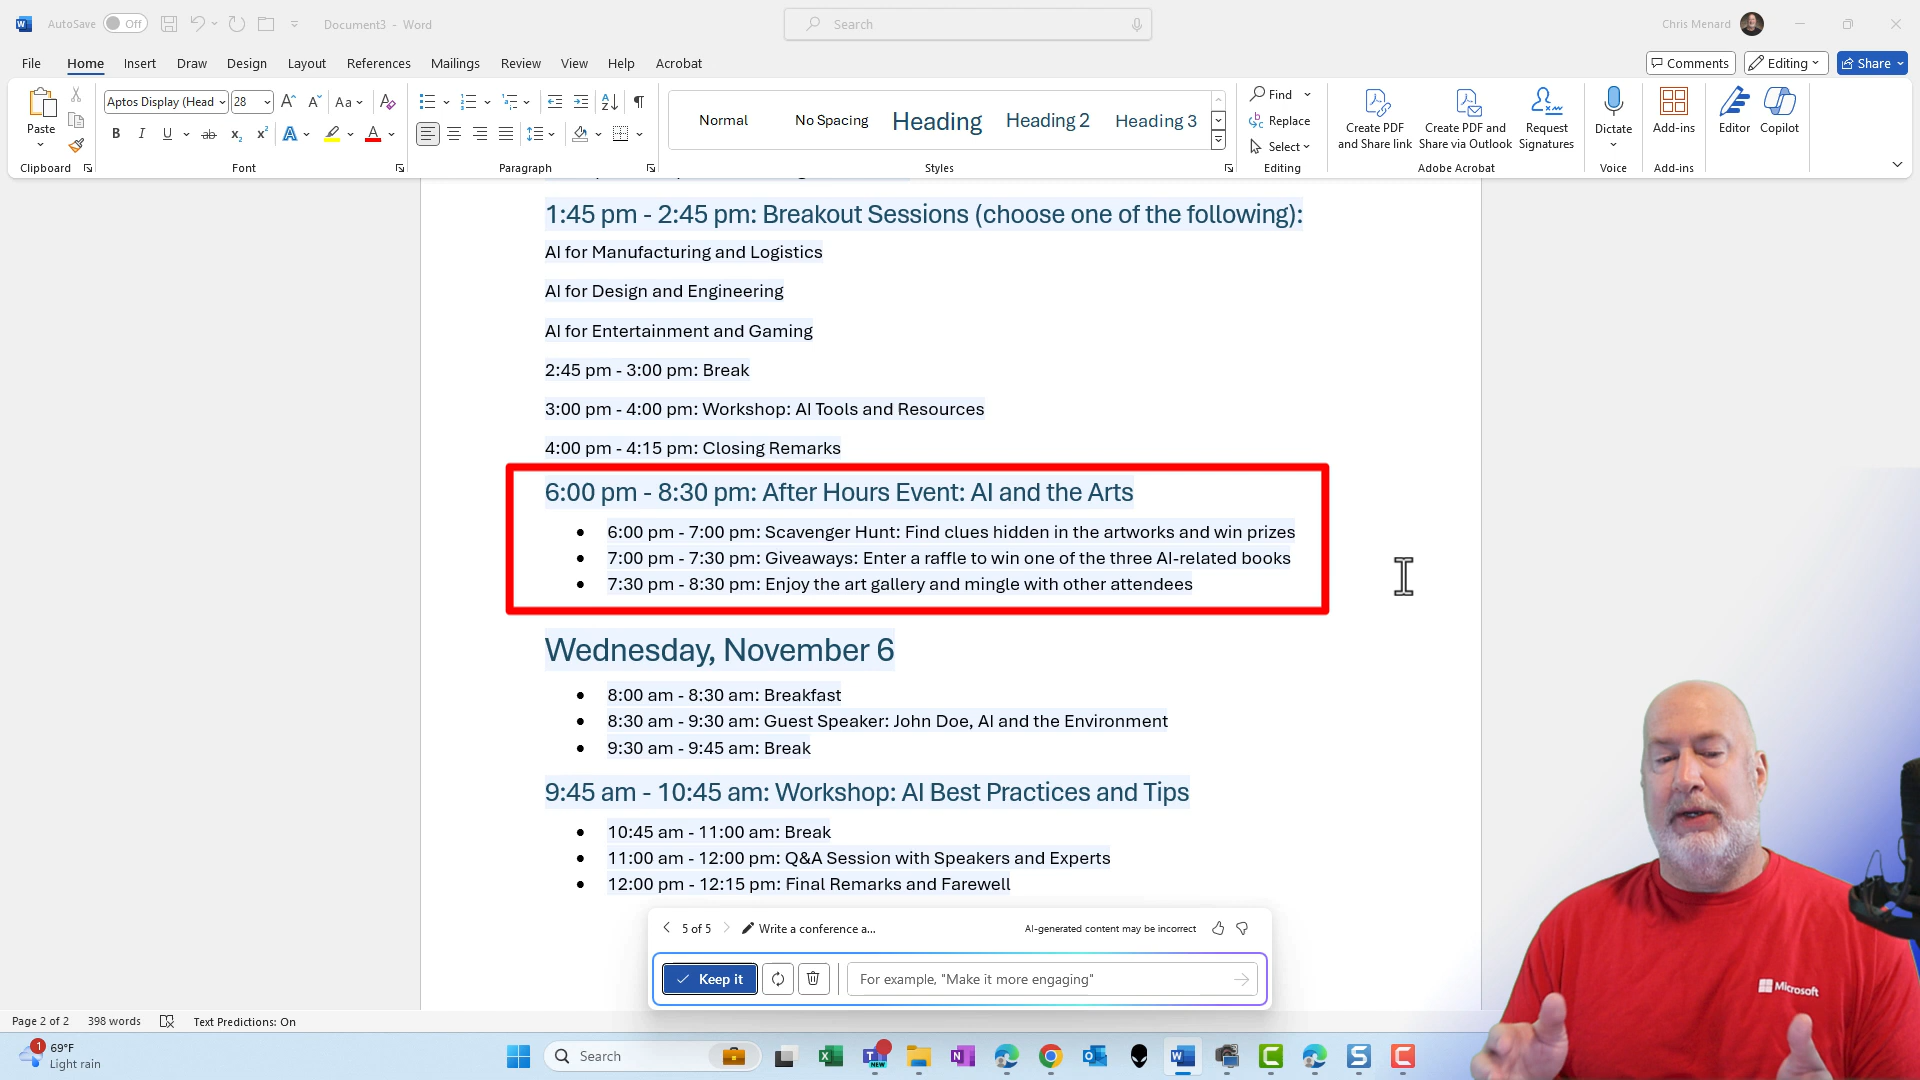 AutoSave Off Document3 - Word Search Chris Menard
File Home Insert Draw Design Layout References Mailings Review View Help Acrobat Comments Editing Share
Aptos Display (Head 28 Aa
Paste
Clipboard Font Paragraph
Normal No Spacing Heading Heading 2 Heading 3
Styles
Find
Replace
Select
Editing
Create PDF and Share link
Create PDF and Share via Outlook
Request Signatures
Adobe Acrobat
Dictate
Voice
Add-ins
Add-ins
Editor
Copilot
1:45 pm - 2:45 pm: Breakout Sessions (choose one of the following):
AI for Manufacturing and Logistics
AI for Design and Engineering
AI for Entertainment and Gaming
2:45 pm - 3:00 pm: Break
3:00 pm - 4:00 pm: Workshop: AI Tools and Resources
4:00 pm - 4:15 pm: Closing Remarks
6:00 pm - 8:30 pm: After Hours Event: AI and the Arts
• 6:00 pm - 7:00 pm: Scavenger Hunt: Find clues hidden in the artworks and win prizes
• 7:00 pm - 7:30 pm: Giveaways: Enter a raffle to win one of the three AI-related books
• 7:30 pm - 8:30 pm: Enjoy the art gallery and mingle with other attendees
Wednesday, November 6
• 8:00 am - 8:30 am: Breakfast
• 8:30 am - 9:30 am: Guest Speaker: John Doe, AI and the Environment
• 9:30 am - 9:45 am: Break
9:45 am - 10:45 am: Workshop: AI Best Practices and Tips
• 10:45 am - 11:00 am: Break
• 11:00 am - 12:00 pm: Q&A Session with Speakers and Experts
• 12:00 pm - 12:15 pm: Final Remarks and Farewell
5 of 5 Write a conference a... AI-generated content may be incorrect
Keep it For example, "Make it more engaging"
Microsoft
Page 2 of 2 398 words Text Predictions: On
1 69°F
Light rain
Search
NEW